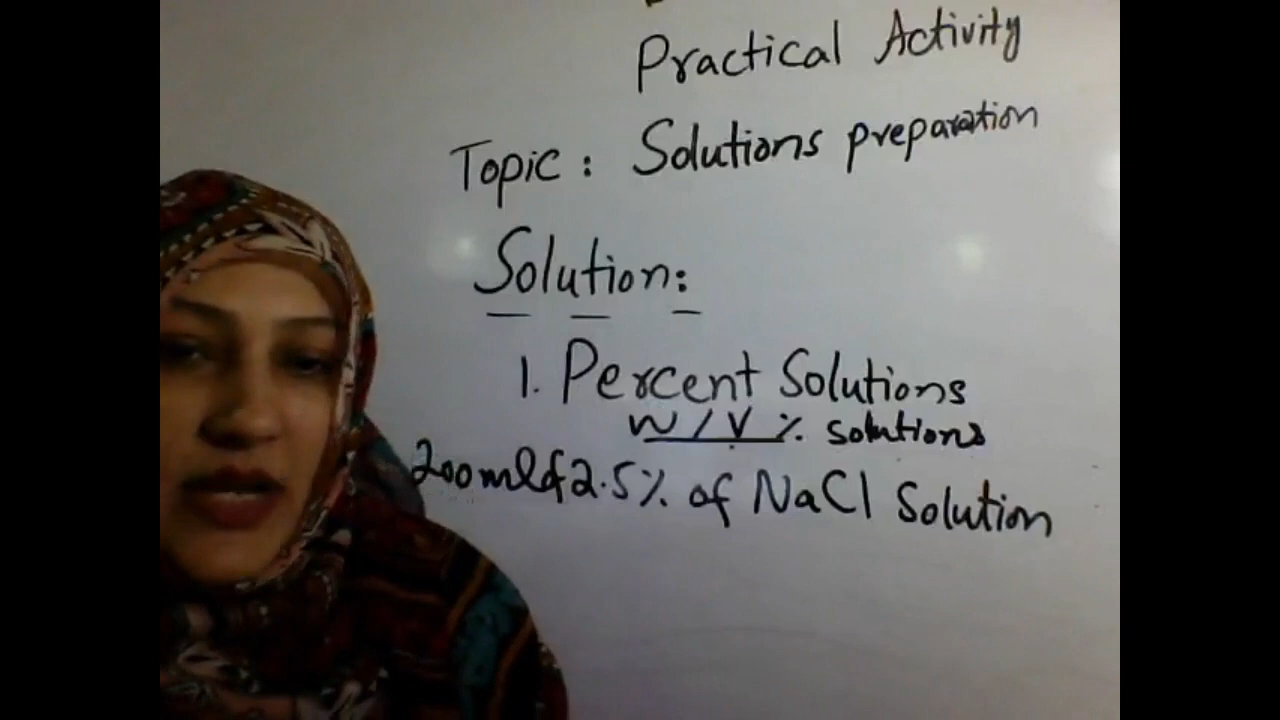 Practical Activity
Topic: Solutions preparation
Solution:
1. Percent Solutions
W/V % solutions
200ml of 2.5% of NaCl Solution